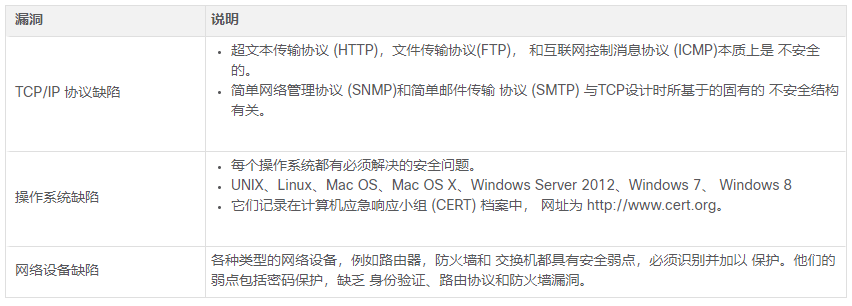 漏洞
说明
TCP/IP 协议缺陷
超文本传输协议 (HTTP)，文件传输协议(FTP)， 和互联网控制消息协议 (ICMP)本质上是 不安全
的。
简单网络管理协议 (SNMP)和简单邮件传输 协议 (SMTP) 与TCP设计时所基于的固有的 不安全结构
有关。
操作系统缺陷
每个操作系统都有必须解决的安全问题。
UNIX、Linux、Mac OS、Mac OS X、Windows Server 2012、Windows 7、 Windows 8
它们记录在计算机应急响应小组 (CERT) 档案中， 网址为 http://www.cert.org。
网络设备缺陷
各种类型的网络设备，例如路由器，防火墙和 交换机都具有安全弱点，必须识别并加以 保护。他们的
弱点包括密码保护，缺乏 身份验证、路由协议和防火墙漏洞。